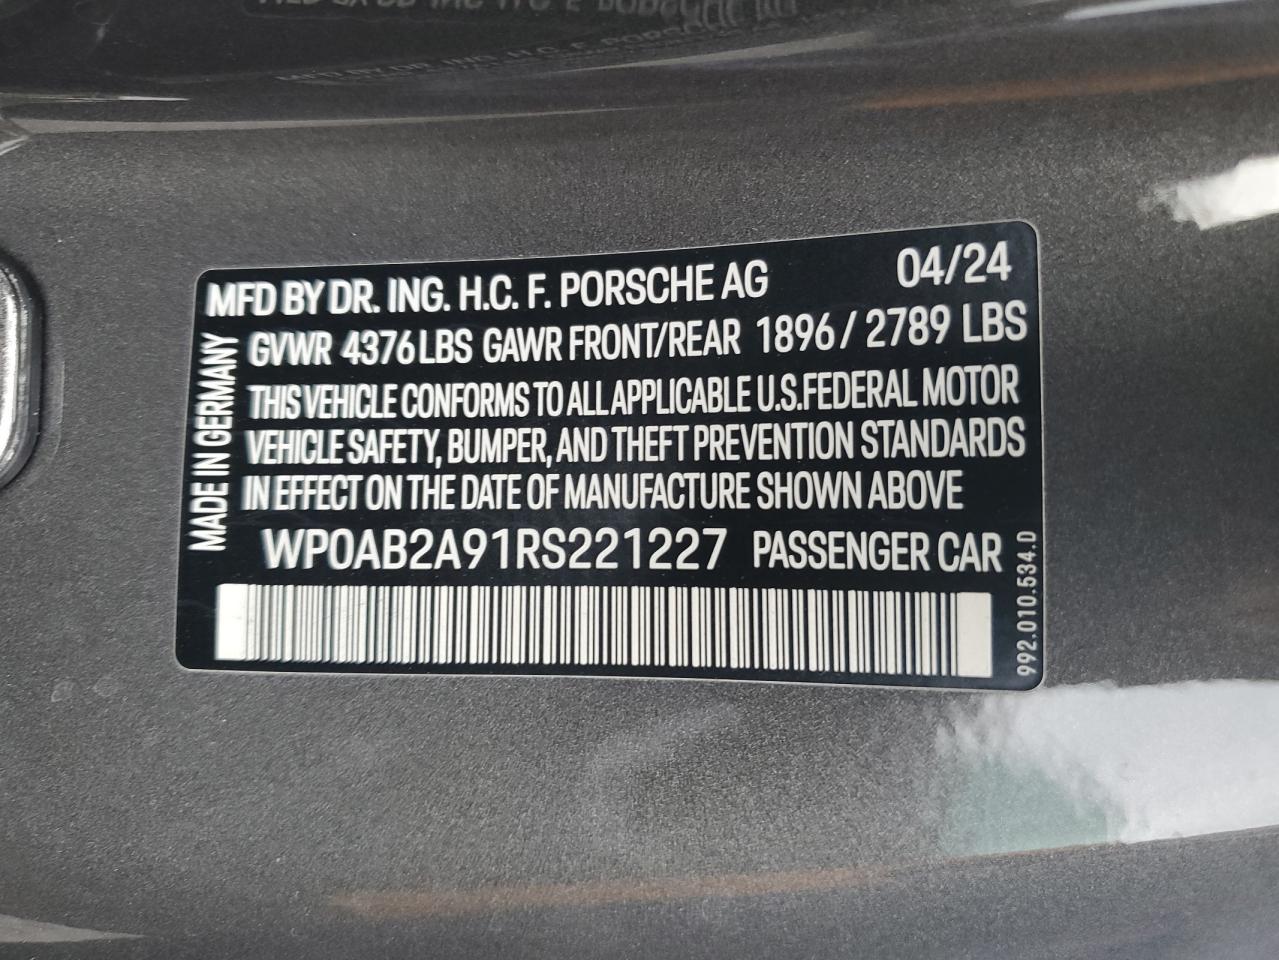 MFD BY DR. ING. H.C. F. PORSCHE AG 04/24
GVWR 4376LBS GAWR FRONT/REAR 1896 / 2789 LBS
THIS VEHICLE CONFORMS TO ALL APPLICABLE U.S.FEDERAL MOTOR
VEHICLE SAFETY, BUMPER, AND THEFT PREVENTION STANDARDS
IN EFFECT ON THE DATE OF MANUFACTURE SHOWN ABOVE
WP0AB2A91RS221227 PASSENGER CAR
MADE IN GERMANY
992.010.534.0